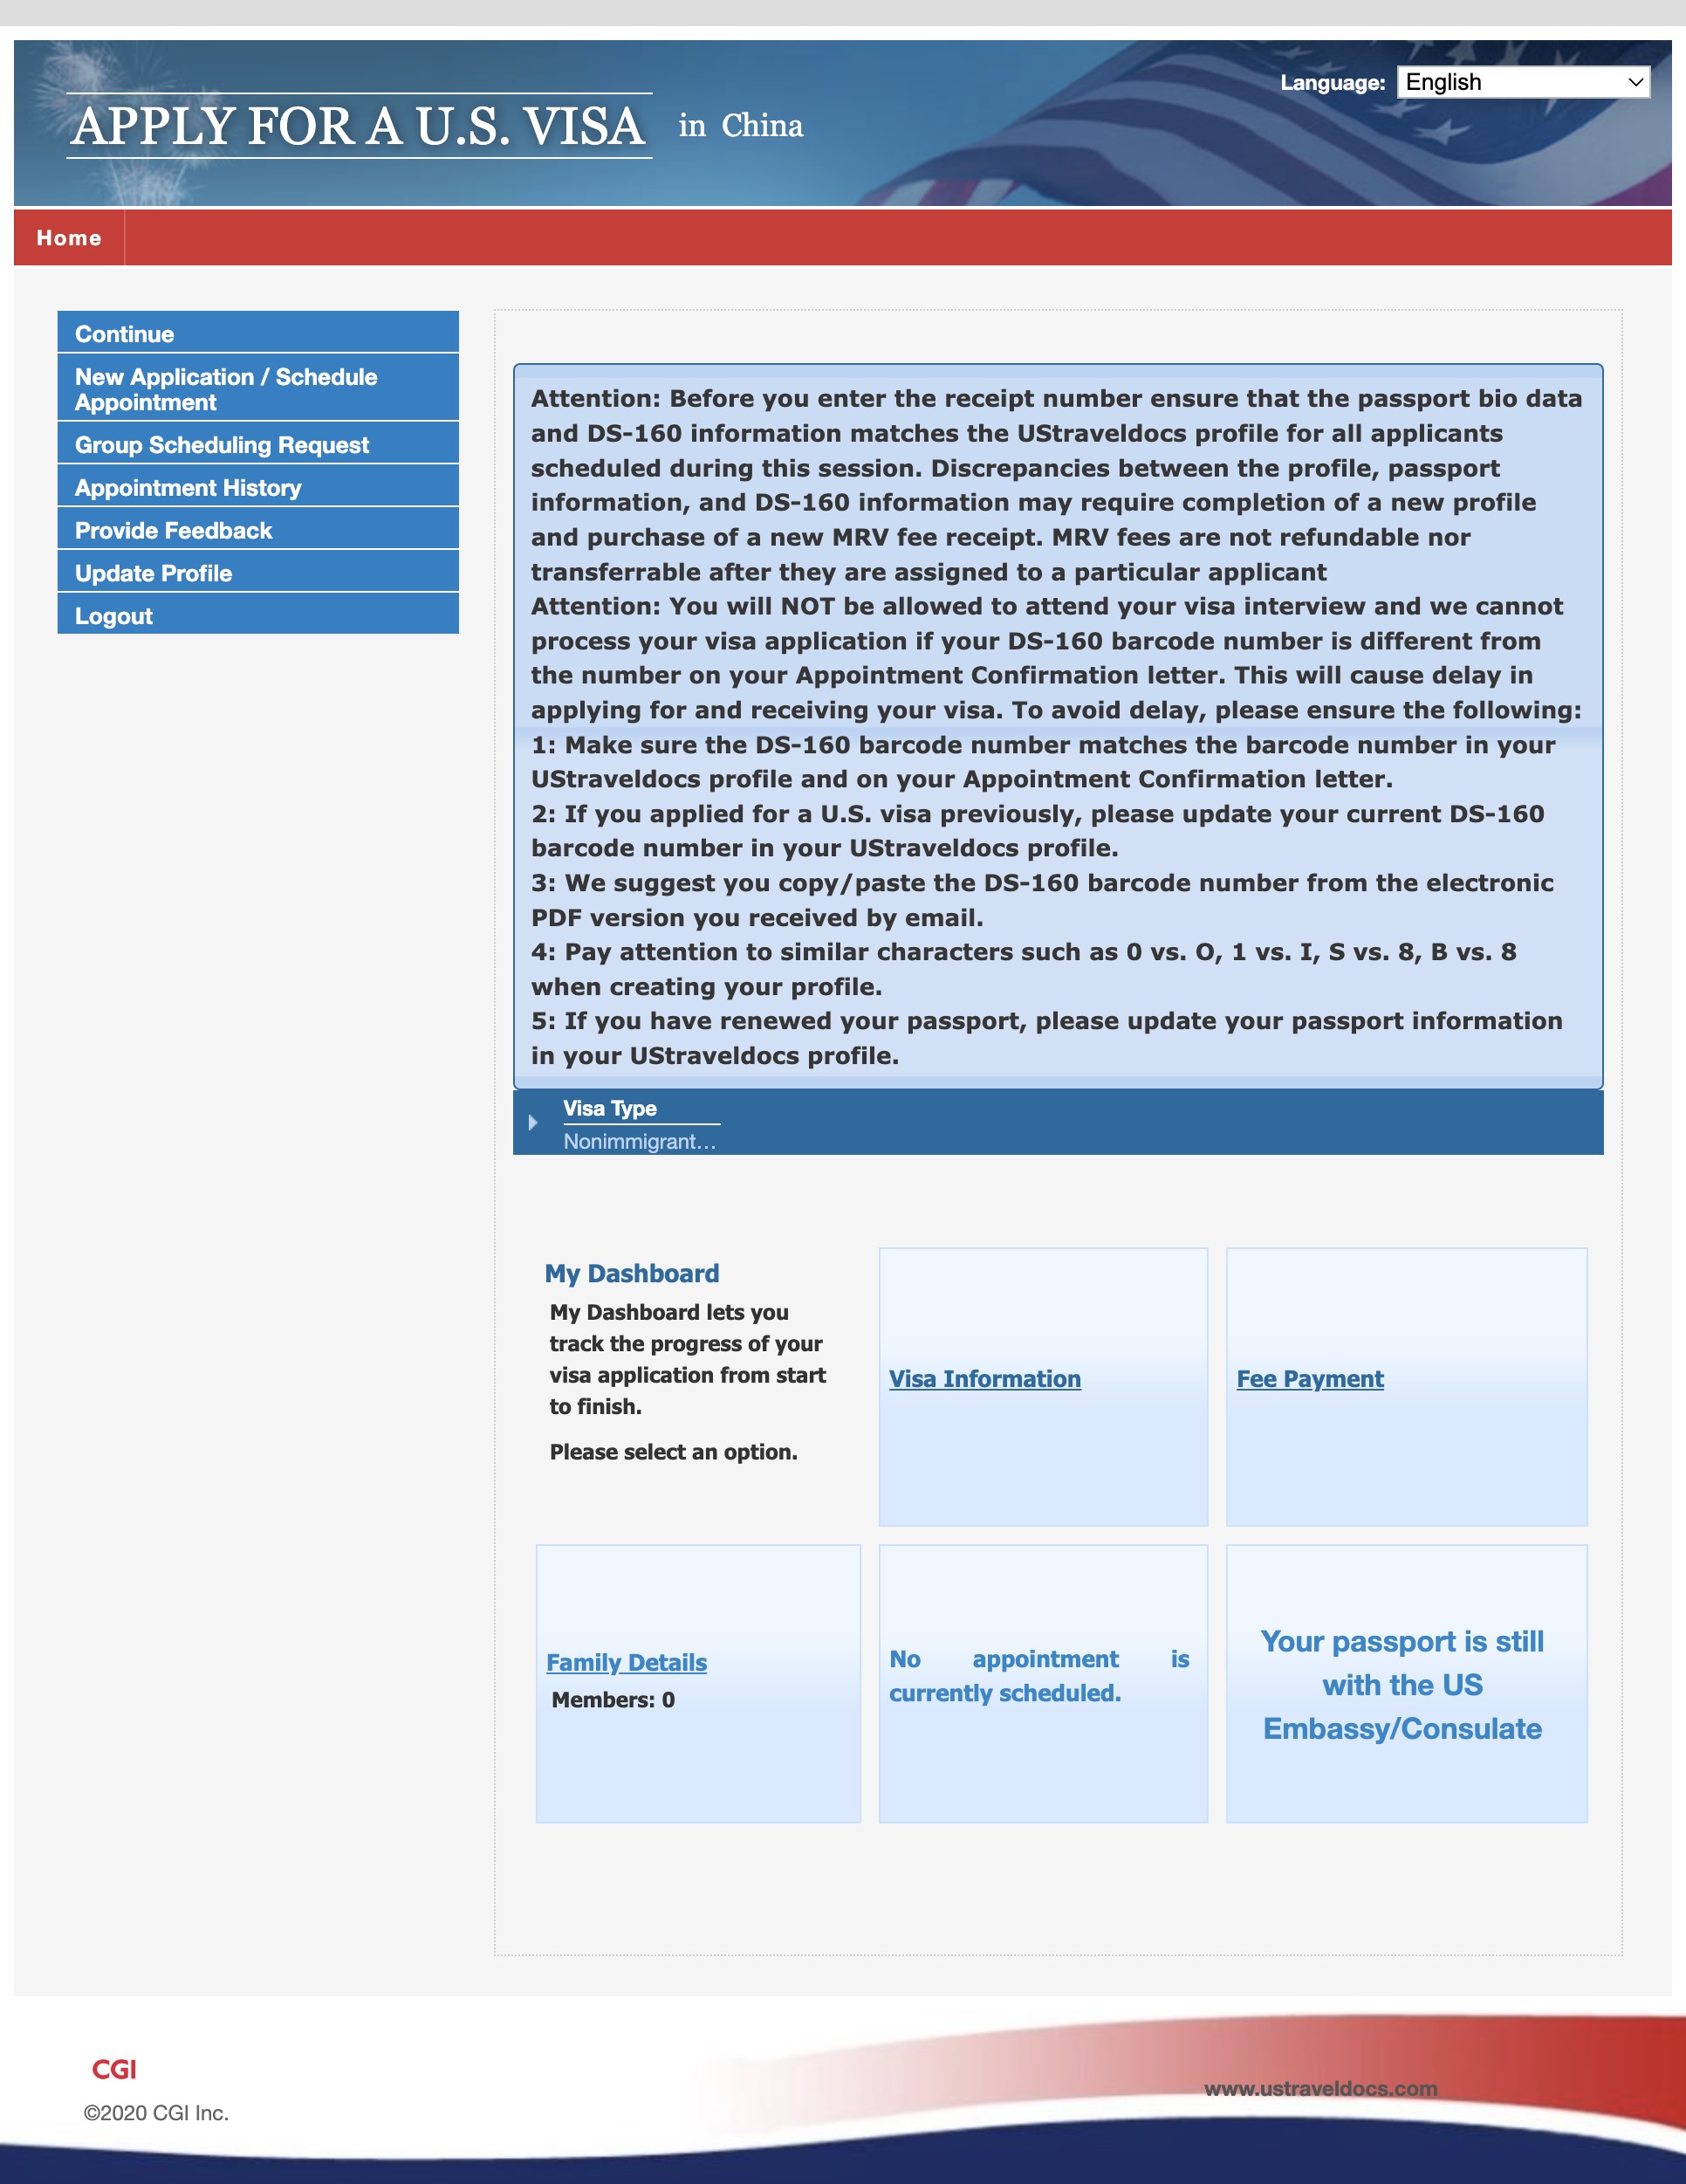 Language: English
APPLY FOR A U.S. VISA in China
Home
Continue
New Application / Schedule
Appointment
Group Scheduling Request
Appointment History
Provide Feedback
Update Profile
Logout
Attention: Before you enter the receipt number ensure that the passport bio data
and DS-160 information matches the UStraveldocs profile for all applicants
scheduled during this session. Discrepancies between the profile, passport
information, and DS-160 information may require completion of a new profile
and purchase of a new MRV fee receipt. MRV fees are not refundable nor
transferrable after they are assigned to a particular applicant
Attention: You will NOT be allowed to attend your visa interview and we cannot
process your visa application if your DS-160 barcode number is different from
the number on your Appointment Confirmation letter. This will cause delay in
applying for and receiving your visa. To avoid delay, please ensure the following:
1: Make sure the DS-160 barcode number matches the barcode number in your
UStraveldocs profile and on your Appointment Confirmation letter.
2: If you applied for a U.S. visa previously, please update your current DS-160
barcode number in your UStraveldocs profile.
3: We suggest you copy/paste the DS-160 barcode number from the electronic
PDF version you received by email.
4: Pay attention to similar characters such as 0 vs. O, 1 vs. I, S vs. 8, B vs. 8
when creating your profile.
5: If you have renewed your passport, please update your passport information
in your UStraveldocs profile.
Visa Type
Nonimmigrant...
My Dashboard
My Dashboard lets you
track the progress of your
visa application from start
to finish.
Please select an option.
Visa Information
Fee Payment
Family Details
Members: 0
No appointment is
currently scheduled.
Your passport is still
with the US
Embassy/Consulate
CGI
©2020 CGI Inc.
www.ustraveldocs.com